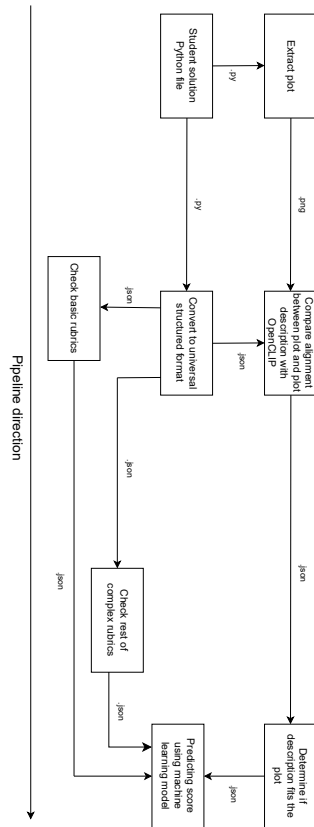 Extract plot
.py
Student solution
Python file
.png
.py
Compare alignment
between plot and plot
description with
OpenCLIP
.json
Convert to universal
structured format
.json
Check basic rubrics
.json
.json
Check rest of
complex rubrics
.json
.json
Determine if
description fits the
plot
.json
Predicting score
using machine
learning model
.json
Pipeline direction